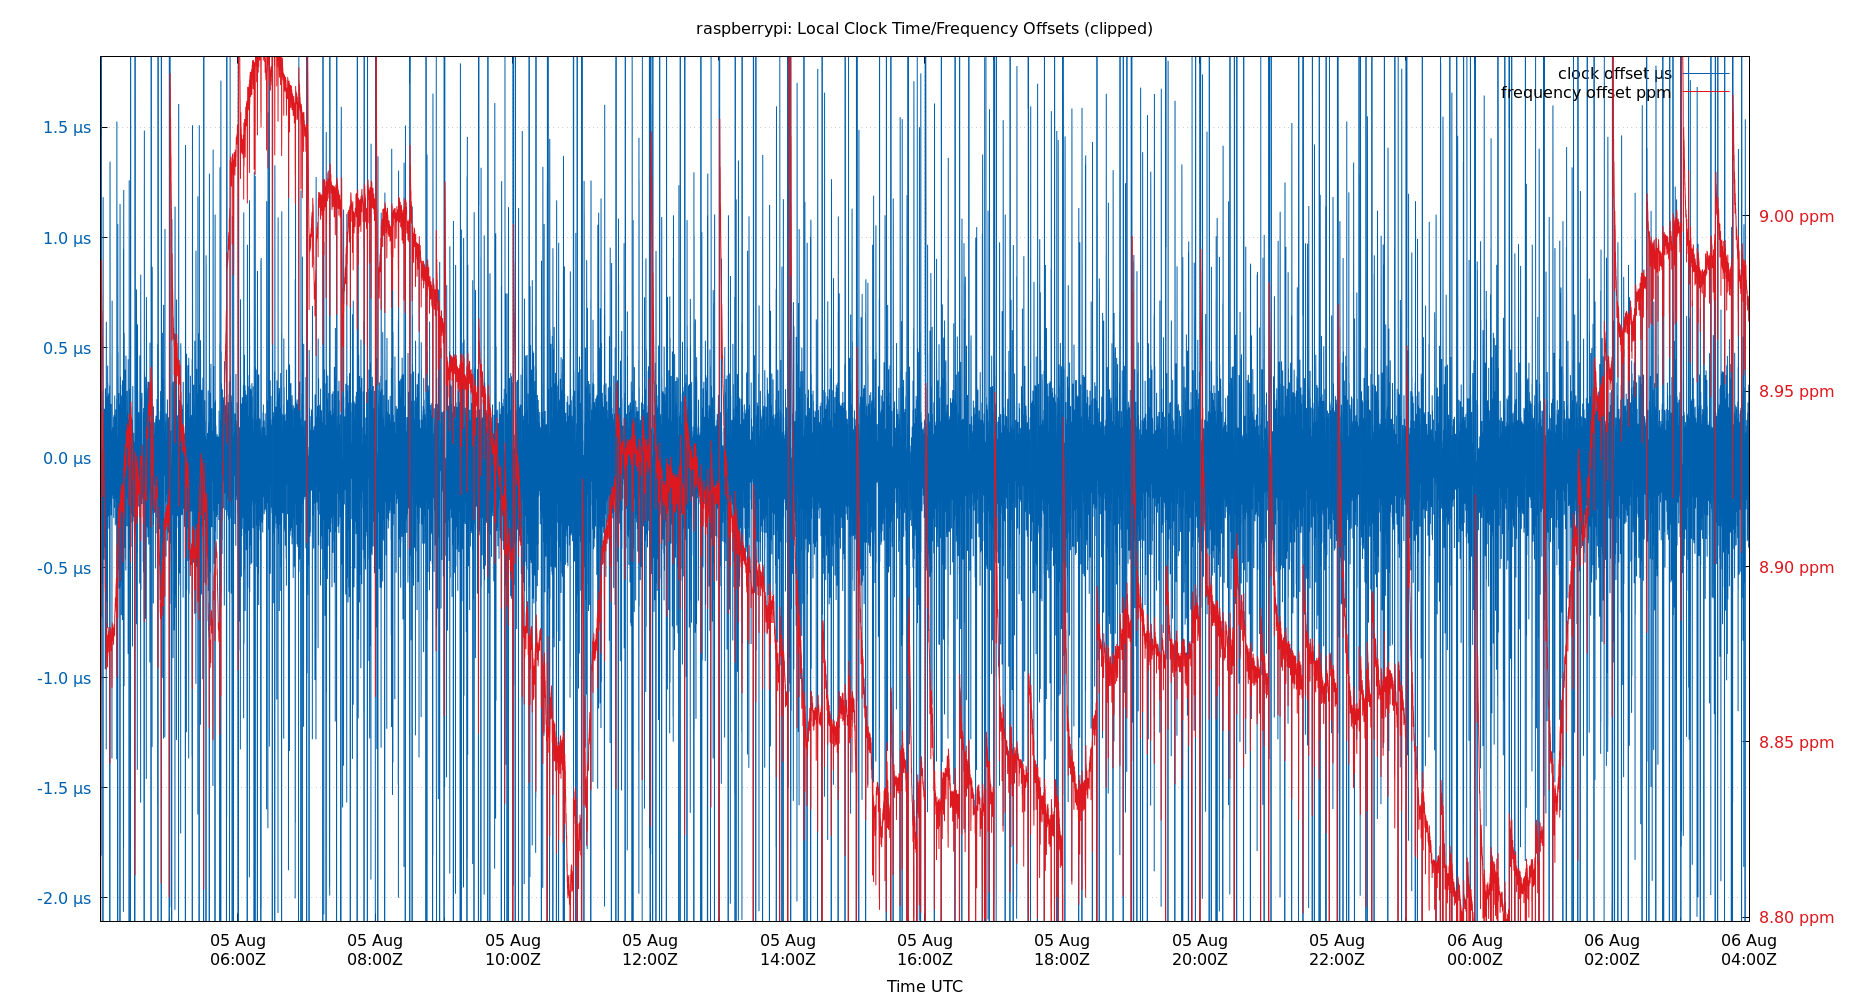 raspberrypi: Local Clock Time/Frequency Offsets (clipped)
clock offset µs
frequency offset ppm
1.5 µs
1.0 µs
0.5 µs
0.0 µs
-0.5 µs
-1.0 µs
-1.5 µs
-2.0 µs
9.00 ppm
8.95 ppm
8.90 ppm
8.85 ppm
8.80 ppm
05 Aug 05 Aug 05 Aug 05 Aug 05 Aug 05 Aug 05 Aug 05 Aug 05 Aug 06 Aug 06 Aug 06 Aug
06:00Z 08:00Z 10:00Z 12:00Z 14:00Z 16:00Z 18:00Z 20:00Z 22:00Z 00:00Z 02:00Z 04:00Z
Time UTC